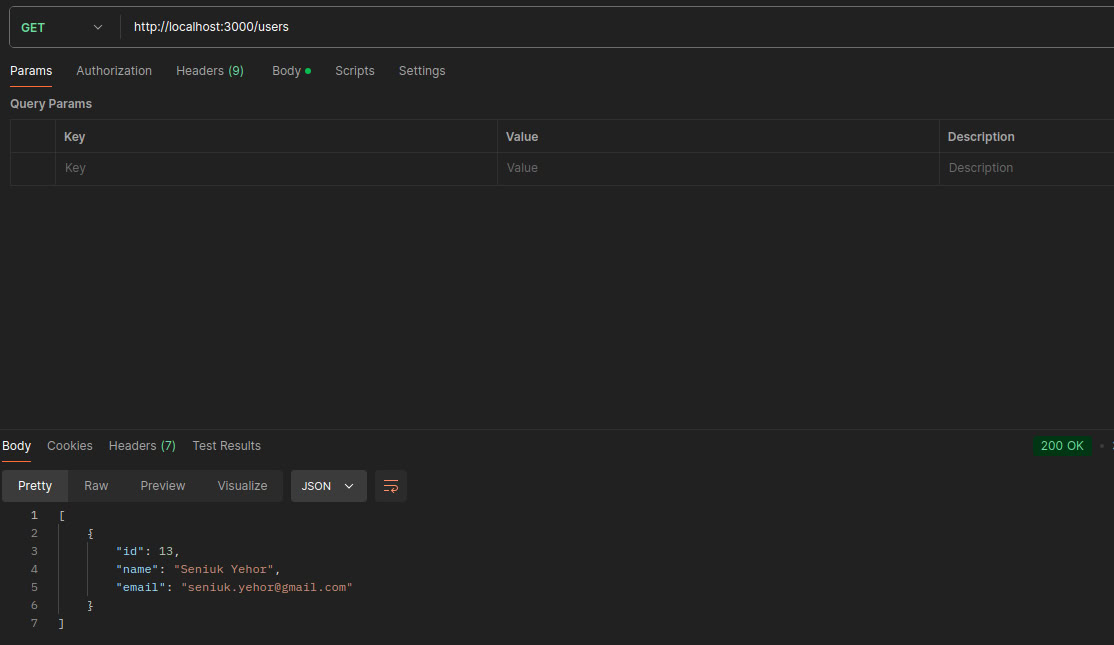 GET http://localhost:3000/users
Params Authorization Headers (9) Body Scripts Settings
Query Params
Key Value Description
Key Value Description
Body Cookies Headers (7) Test Results 200 OK
Pretty Raw Preview Visualize JSON
1 [
2 {
3 "id": 13,
4 "name": "Seniuk Yehor",
5 "email": "seniuk.yehor@gmail.com"
6 }
7 ]